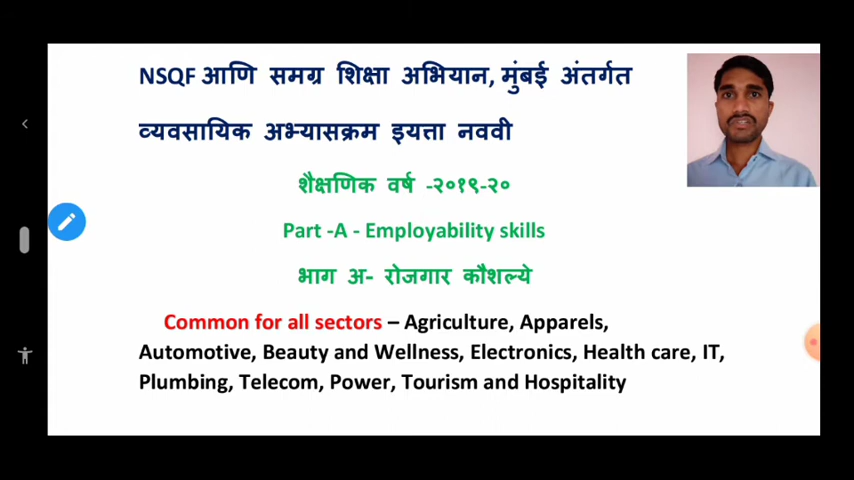 NSQF आणि समग्र शिक्षा अभियान, मुंबई अंतर्गत
व्यवसायिक अभ्यासक्रम इयत्ता नववी
शैक्षणिक वर्ष -२०१९-२०
Part -A - Employability skills
भाग अ- रोजगार कौशल्ये
Common for all sectors – Agriculture, Apparels,
Automotive, Beauty and Wellness, Electronics, Health care, IT,
Plumbing, Telecom, Power, Tourism and Hospitality